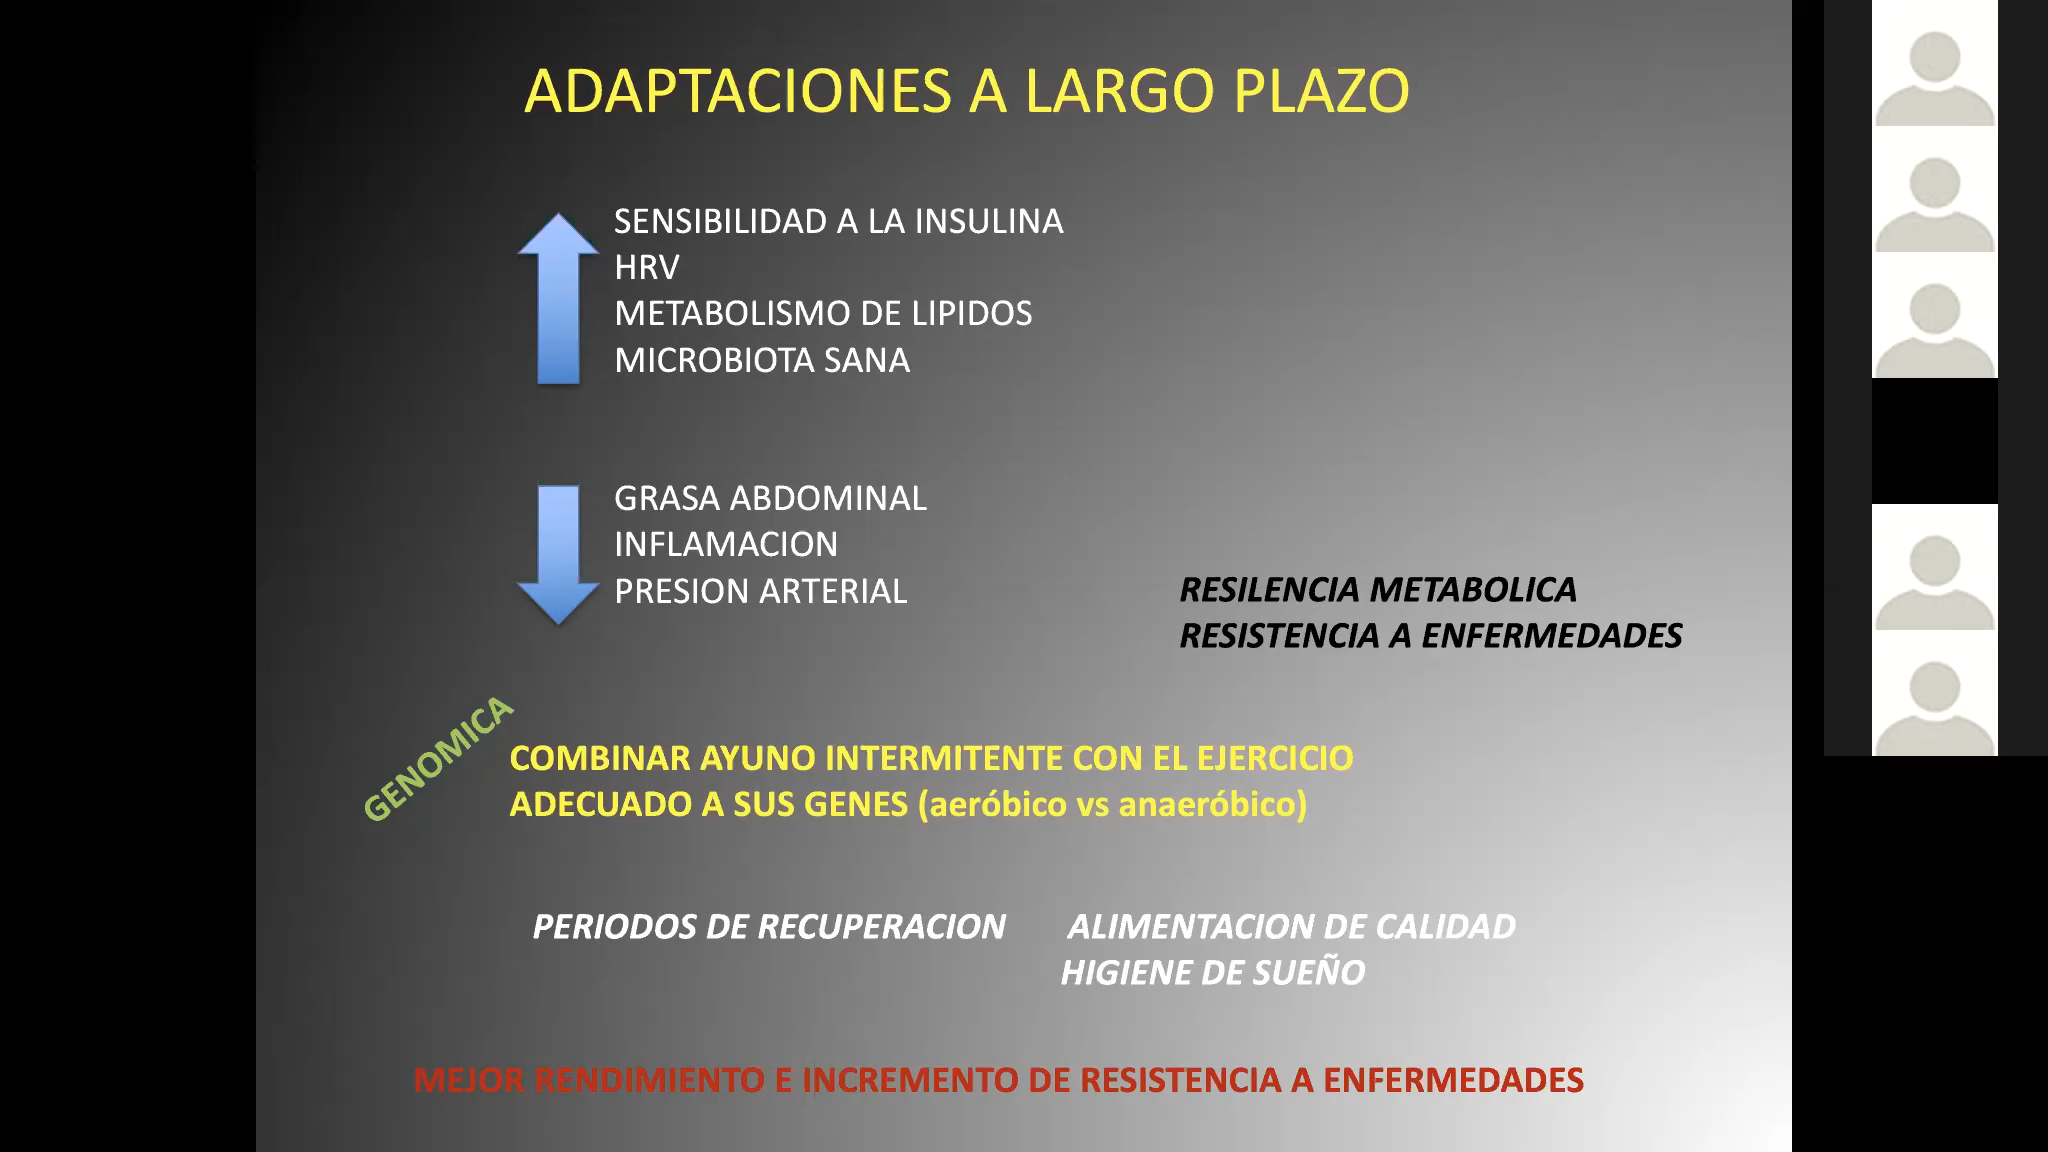 ADAPTACIONES A LARGO PLAZO
SENSIBILIDAD A LA INSULINA
HRV
METABOLISMO DE LIPIDOS
MICROBIOTA SANA
GRASA ABDOMINAL
INFLAMACION
PRESION ARTERIAL
RESILENCIA METABOLICA
RESISTENCIA A ENFERMEDADES
GENOMICA
COMBINAR AYUNO INTERMITENTE CON EL EJERCICIO
ADECUADO A SUS GENES (aeróbico vs anaeróbico)
PERIODOS DE RECUPERACION
ALIMENTACION DE CALIDAD
HIGIENE DE SUEÑO
MEJOR RENDIMIENTO E INCREMENTO DE RESISTENCIA A ENFERMEDADES